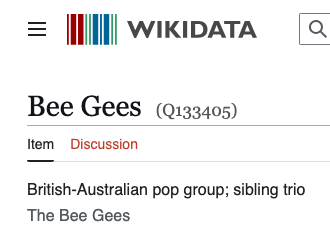 WIKIDATA
Bee Gees (Q133405)
Item Discussion
British-Australian pop group; sibling trio
The Bee Gees